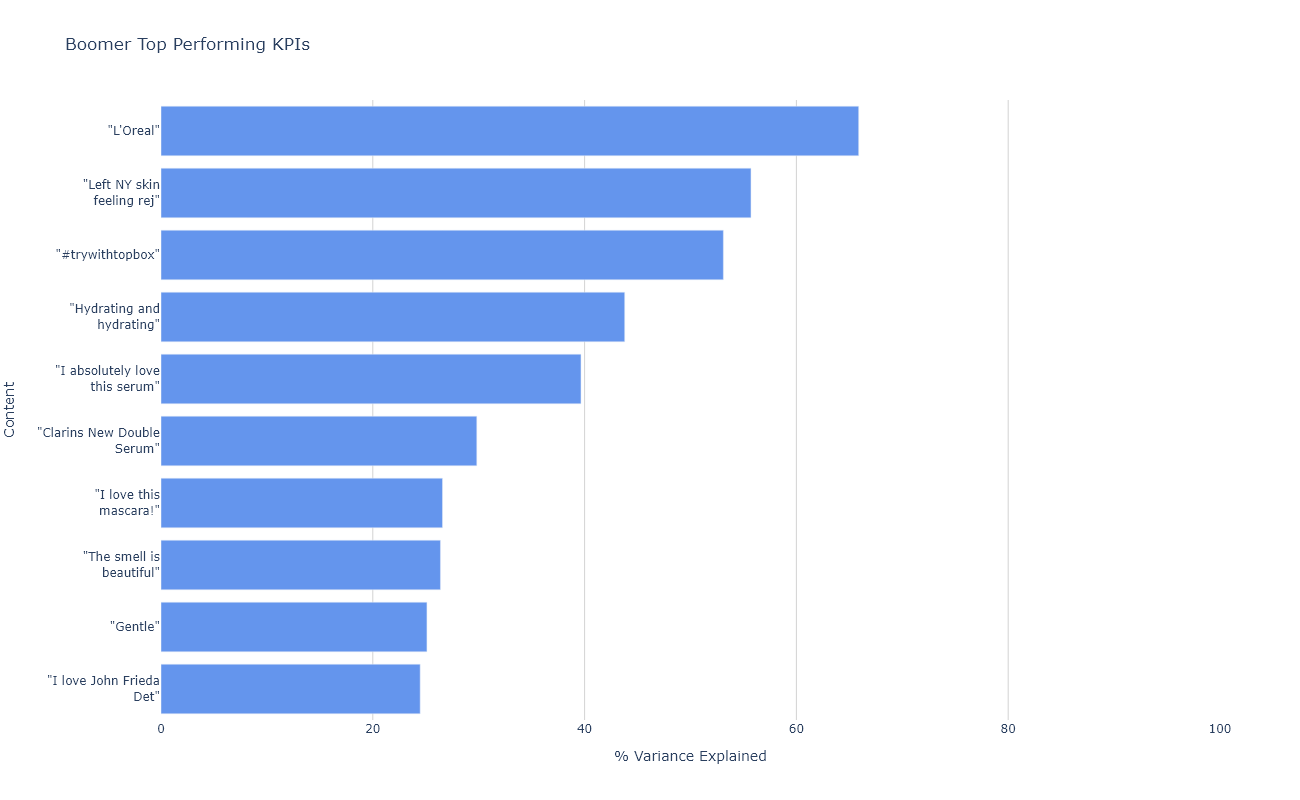 Boomer Top Performing KPIs
"L'Oreal"
"Left NY skin
feeling rej"
"#trywithtopbox"
"Hydrating and
hydrating"
"I absolutely love
this serum"
"Clarins New Double
Serum"
"I love this
mascara!"
"The smell is
beautiful"
"Gentle"
"I love John Frieda
Det"
Content
0 20 40 60 80 100
% Variance Explained